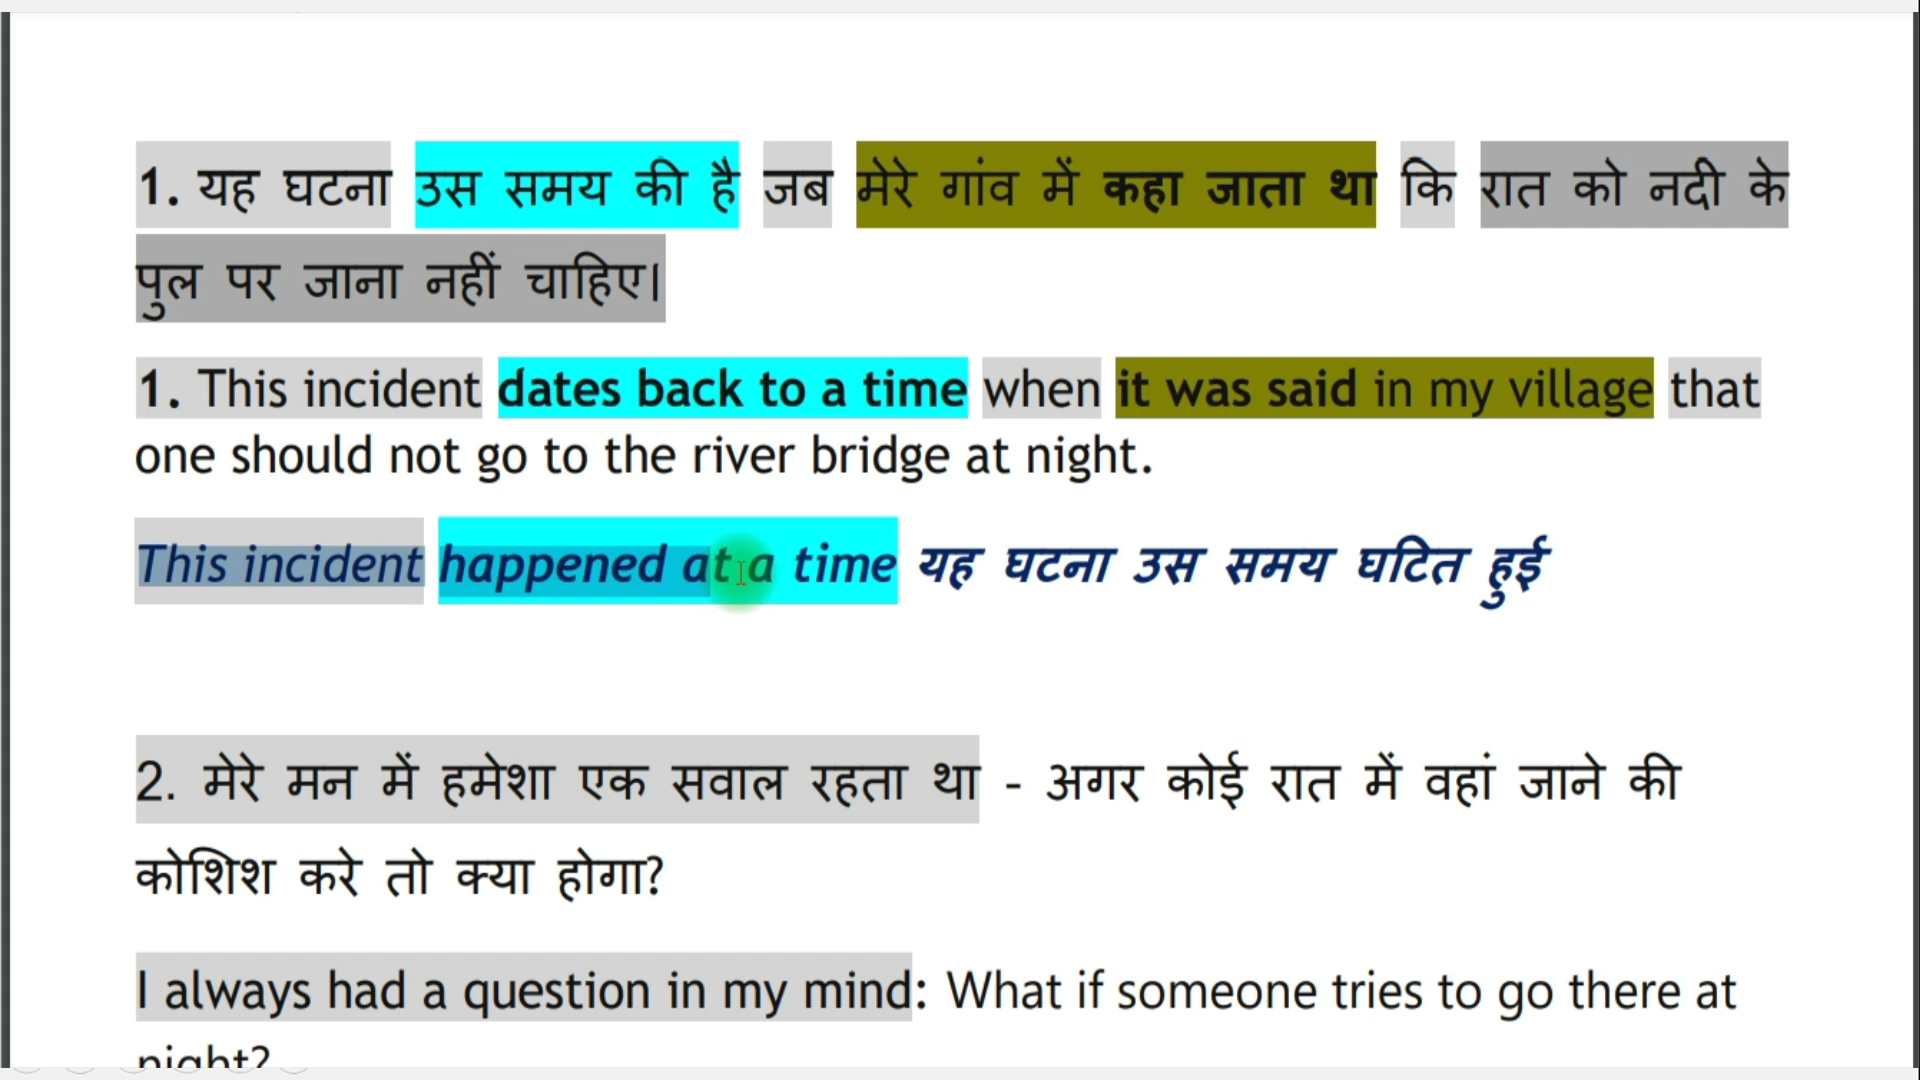 1. यह घटना उस समय की है जब मेरे गांव में कहा जाता था कि रात को नदी के
पुल पर जाना नहीं चाहिए।
1. This incident dates back to a time when it was said in my village that
one should not go to the river bridge at night.
This incident happened at a time यह घटना उस समय घटित हुई
2. मेरे मन में हमेशा एक सवाल रहता था - अगर कोई रात में वहां जाने की
कोशिश करे तो क्या होगा?
I always had a question in my mind: What if someone tries to go there at
night?